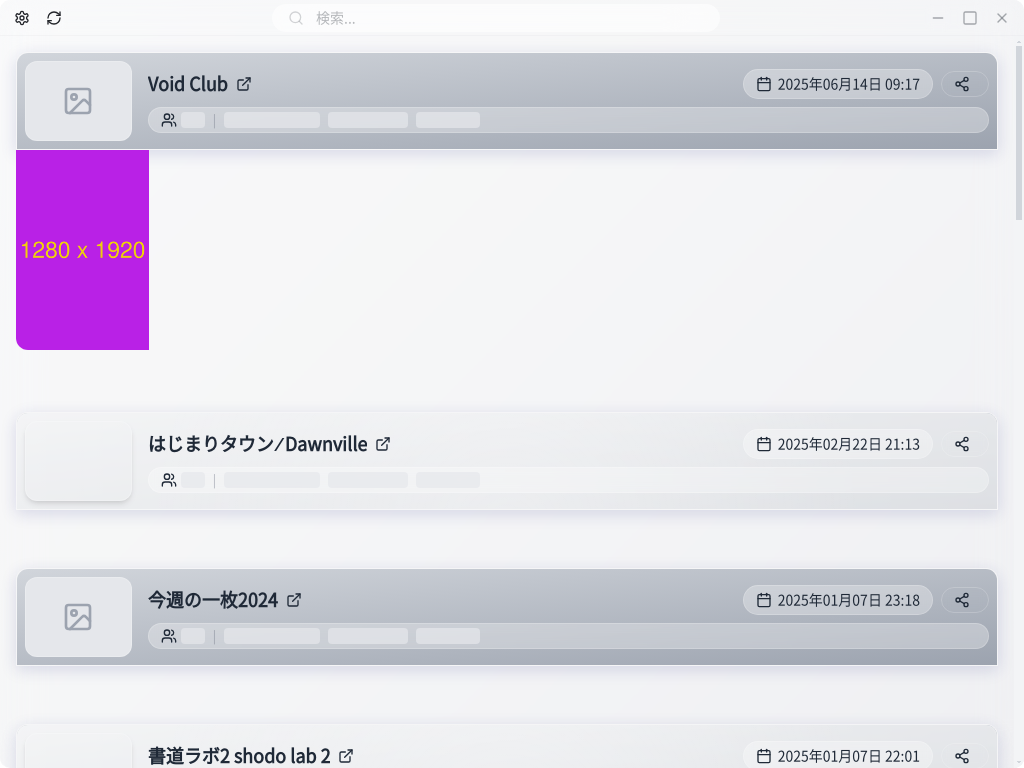 検索...
Void Club
2025年06月14日 09:17
1280 x 1920
はじまりタウン⁄Dawnville
2025年02月22日 21:13
今週の一枚2024
2025年01月07日 23:18
書道ラボ2 shodo lab 2
2025年01月07日 22:01